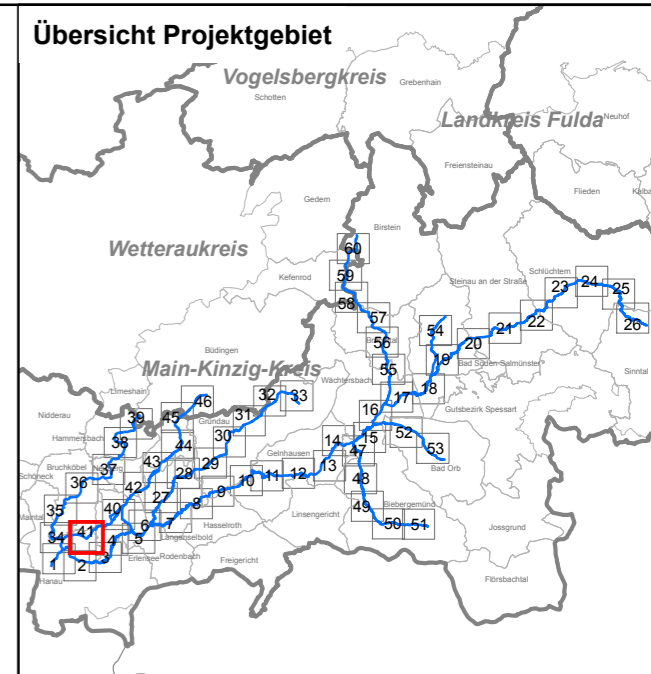 Übersicht Projektgebiet
Vogelsbergkreis
Grebenhain
Schotten
Landkreis Fulda
Neuhof
Freiensteinau
Flieden
Kalba
Gedern
Birstein
Wetteraukreis
60
Kefenrod
59
Steinau an der Straße
Schlüchtern
23
24
25
58
57
54
22
26
21
Büdingen
56
20
Sinntal
Main-Kinzig-Kreis
19
Bad Soden-Salmünster
Limeshain
46
32
33
Wächtersbach
55
18
17
Nidderau
39
45
31
Gründau
16
Gutsbezirk Spessart
Hammersbach
38
44
30
14
15
52
Bruchköbel
37
43
29
Gelnhausen
47
53
Schöneck
36
42
28
10
11
12
13
48
Bad Orb
35
27
9
Maintal
40
8
Hasselroth
Linsengericht
49
Biebergemünd
34
41
4
6
7
Langenselbold
50
51
Jossgrund
1
2
3
5
Erlensee
Rodenbach
Freigericht
Hanau
Flörsbachtal